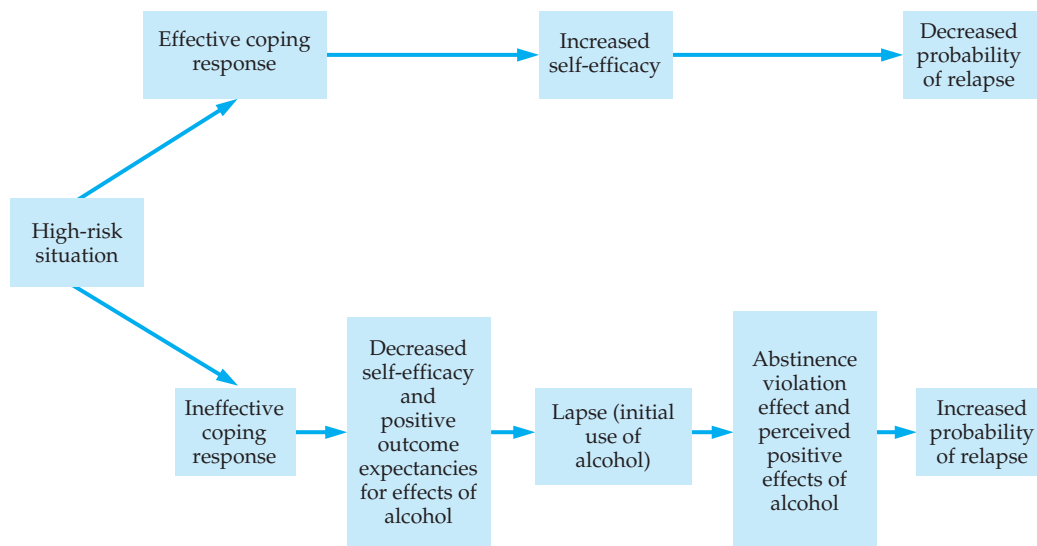 Effective coping
response
Increased
self-efficacy
Decreased
probability
of relapse
High-risk
situation
Ineffective
coping
response
Decreased
self-efficacy
and
positive
outcome
expectancies
for effects of
alcohol
Lapse (initial
use of
alcohol)
Abstinence
violation
effect and
perceived
positive
effects of
alcohol
Increased
probability
of relapse